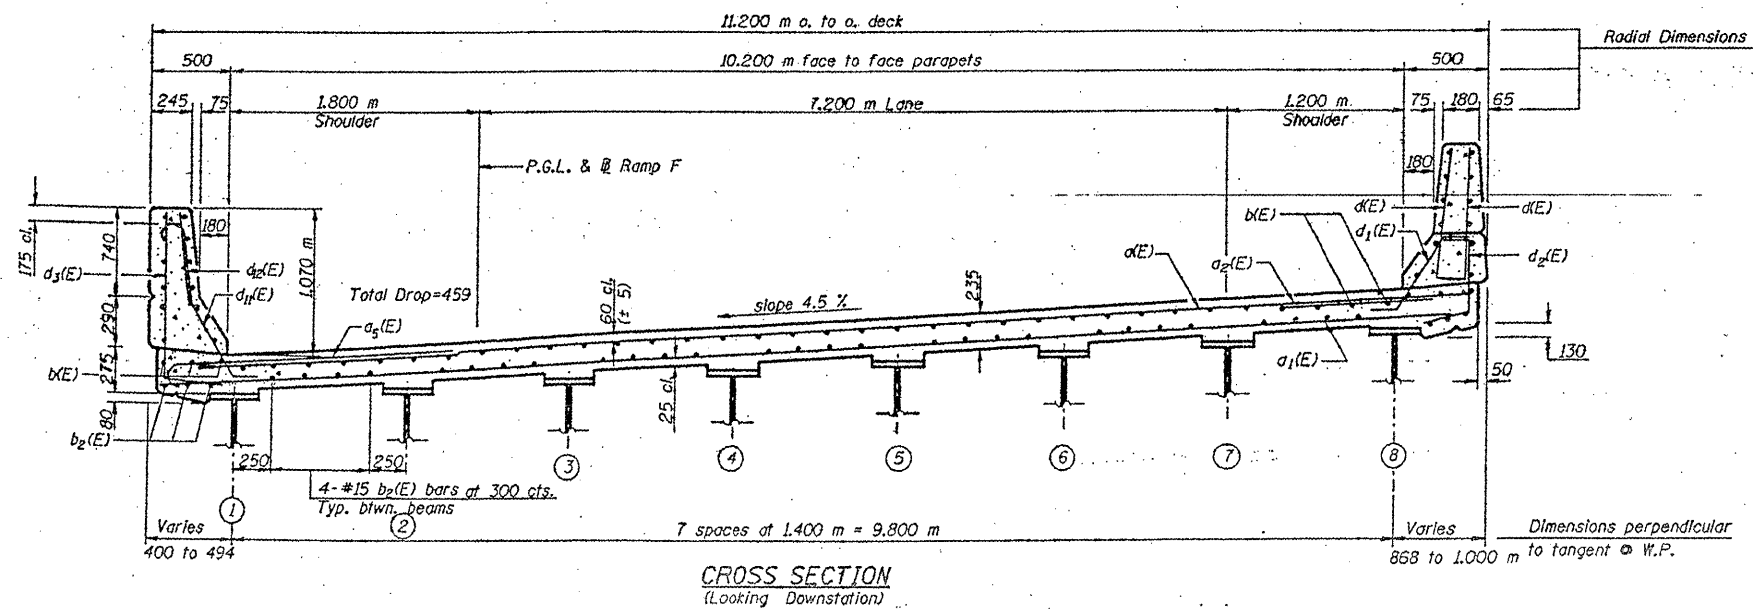 11.200 m o. to o. deck
Radial Dimensions
500
10.200 m face to face parapets
500
245
75
1.800 m
Shoulder
7.200 m Lane
1.200 m
Shoulder
75
180
65
P.G.L. & ℄ Ramp F
180
175 cl.
740
180
1.070 m
b(E)
d(E)
d(E)
d1(E)
d3(E)
d12(E)
a(E)
a2(E)
d2(E)
d11(E)
Total Drop=459
60 cl.
(± 5)
slope 4.5 %
235
290
a5(E)
275
b(E)
25 cl.
a1(E)
130
50
80
b2(E)
250
250
3
4
5
6
7
8
4-#15 b2(E) bars at 300 cts.
Typ. btwn. beams
1
2
Varies
400 to 494
7 spaces at 1.400 m = 9.800 m
Varies
868 to 1.000 m
Dimensions perpendicular
to tangent @ W.P.
CROSS SECTION
(Looking Downstation)